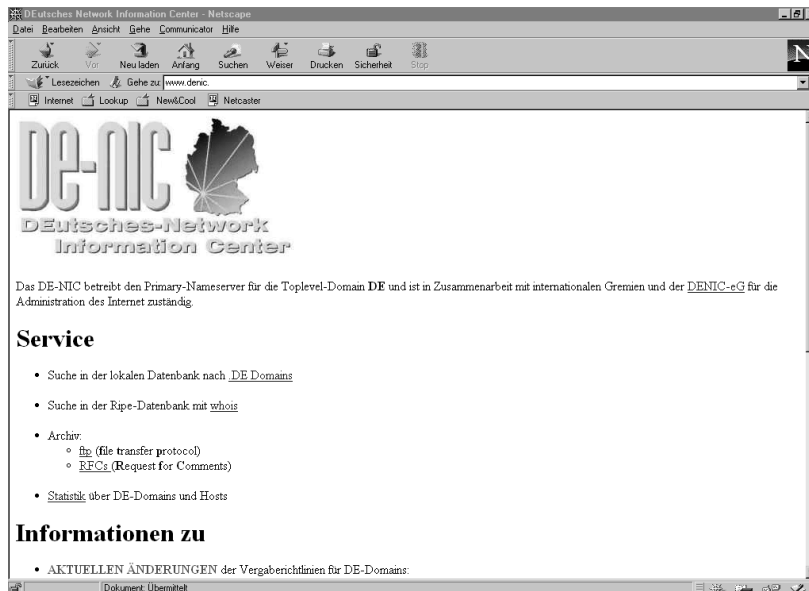 DEutsches Network Information Center - Netscape
Datei Bearbeiten Ansicht Gehe Communicator Hilfe
Zurück Vor Neu laden Anfang Suchen Weiser Drucken Sicherheit Stop
N
Lesezeichen Gehe zu: www.denic.
Internet Lookup New&Cool Netcaster
DE-NIC
DEutsches-Network
Information Center
Das DE-NIC betreibt den Primary-Nameserver für die Toplevel-Domain DE und ist in Zusammenarbeit mit internationalen Gremien und der DENIC-eG für die
Administration des Internet zuständig.
Service
• Suche in der lokalen Datenbank nach .DE Domains
• Suche in der Ripe-Datenbank mit whois
• Archiv:
○ ftp (file transfer protocol)
○ RFCs (Request for Comments)
• Statistik über DE-Domains und Hosts
Informationen zu
• AKTUELLEN ÄNDERUNGEN der Vergaberichtlinien für DE-Domains:
Dokument: Übermittelt